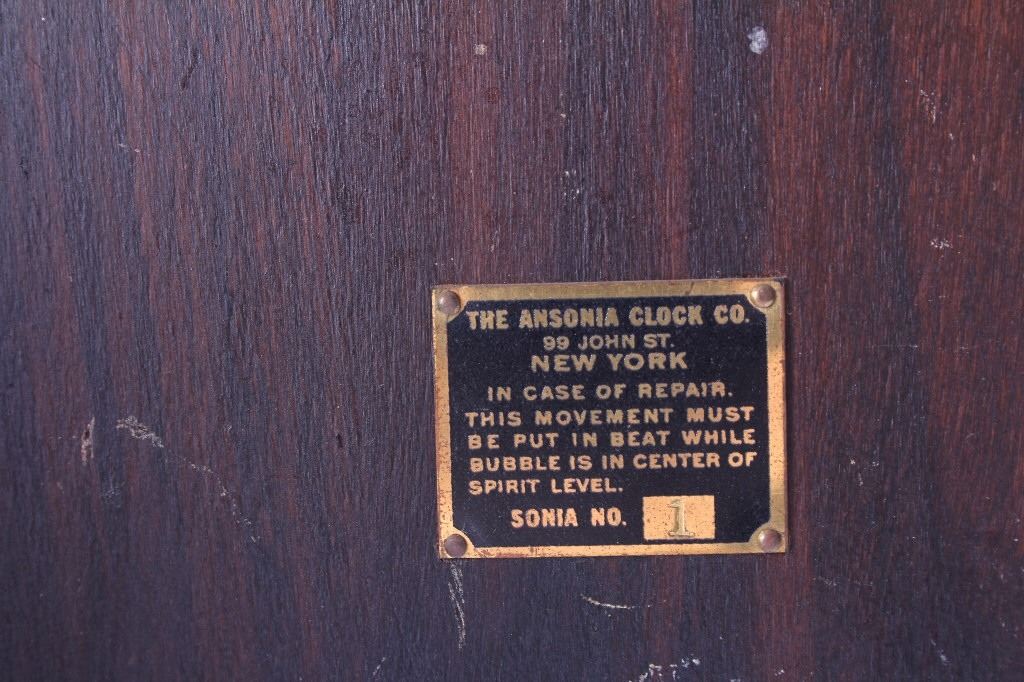 THE ANSONIA CLOCK CO.
99 JOHN ST.
NEW YORK
IN CASE OF REPAIR.
THIS MOVEMENT MUST
BE PUT IN BEAT WHILE
BUBBLE IS IN CENTER OF
SPIRIT LEVEL.
SONIA NO. 1